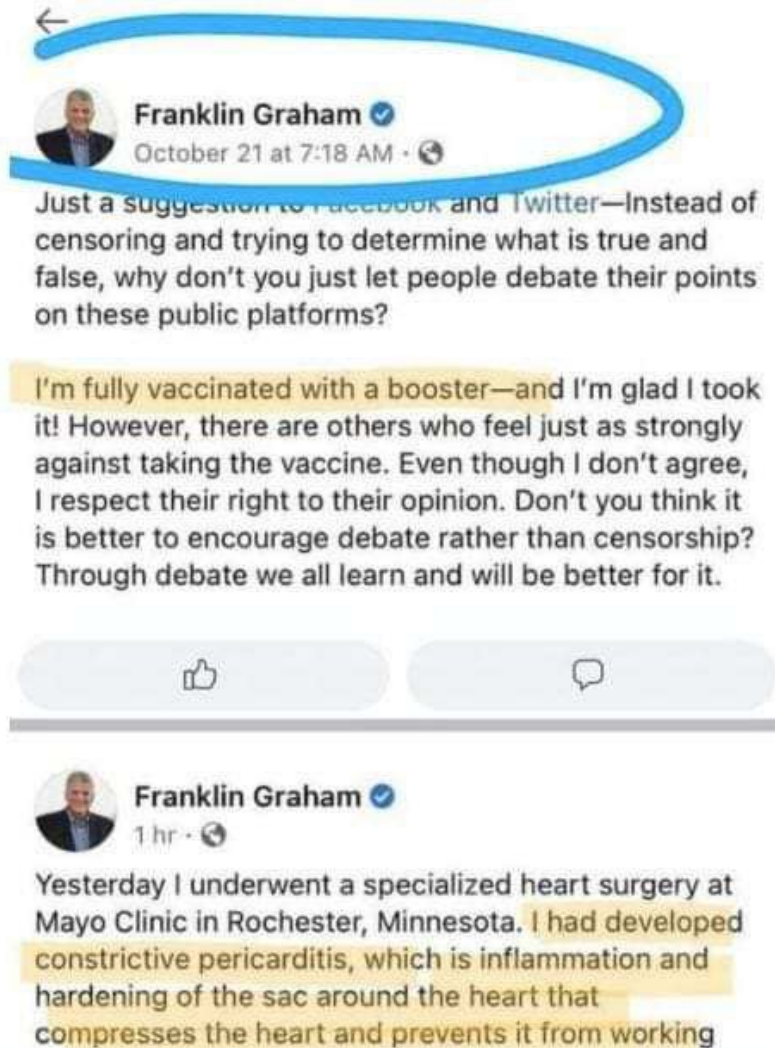 Franklin Graham
October 21 at 7:18 AM ·
Just a suggestion to Facebook and Twitter—Instead of
censoring and trying to determine what is true and
false, why don't you just let people debate their points
on these public platforms?
I'm fully vaccinated with a booster—and I'm glad I took
it! However, there are others who feel just as strongly
against taking the vaccine. Even though I don't agree,
I respect their right to their opinion. Don't you think it
is better to encourage debate rather than censorship?
Through debate we all learn and will be better for it.
Franklin Graham
1 hr ·
Yesterday I underwent a specialized heart surgery at
Mayo Clinic in Rochester, Minnesota. I had developed
constrictive pericarditis, which is inflammation and
hardening of the sac around the heart that
compresses the heart and prevents it from working